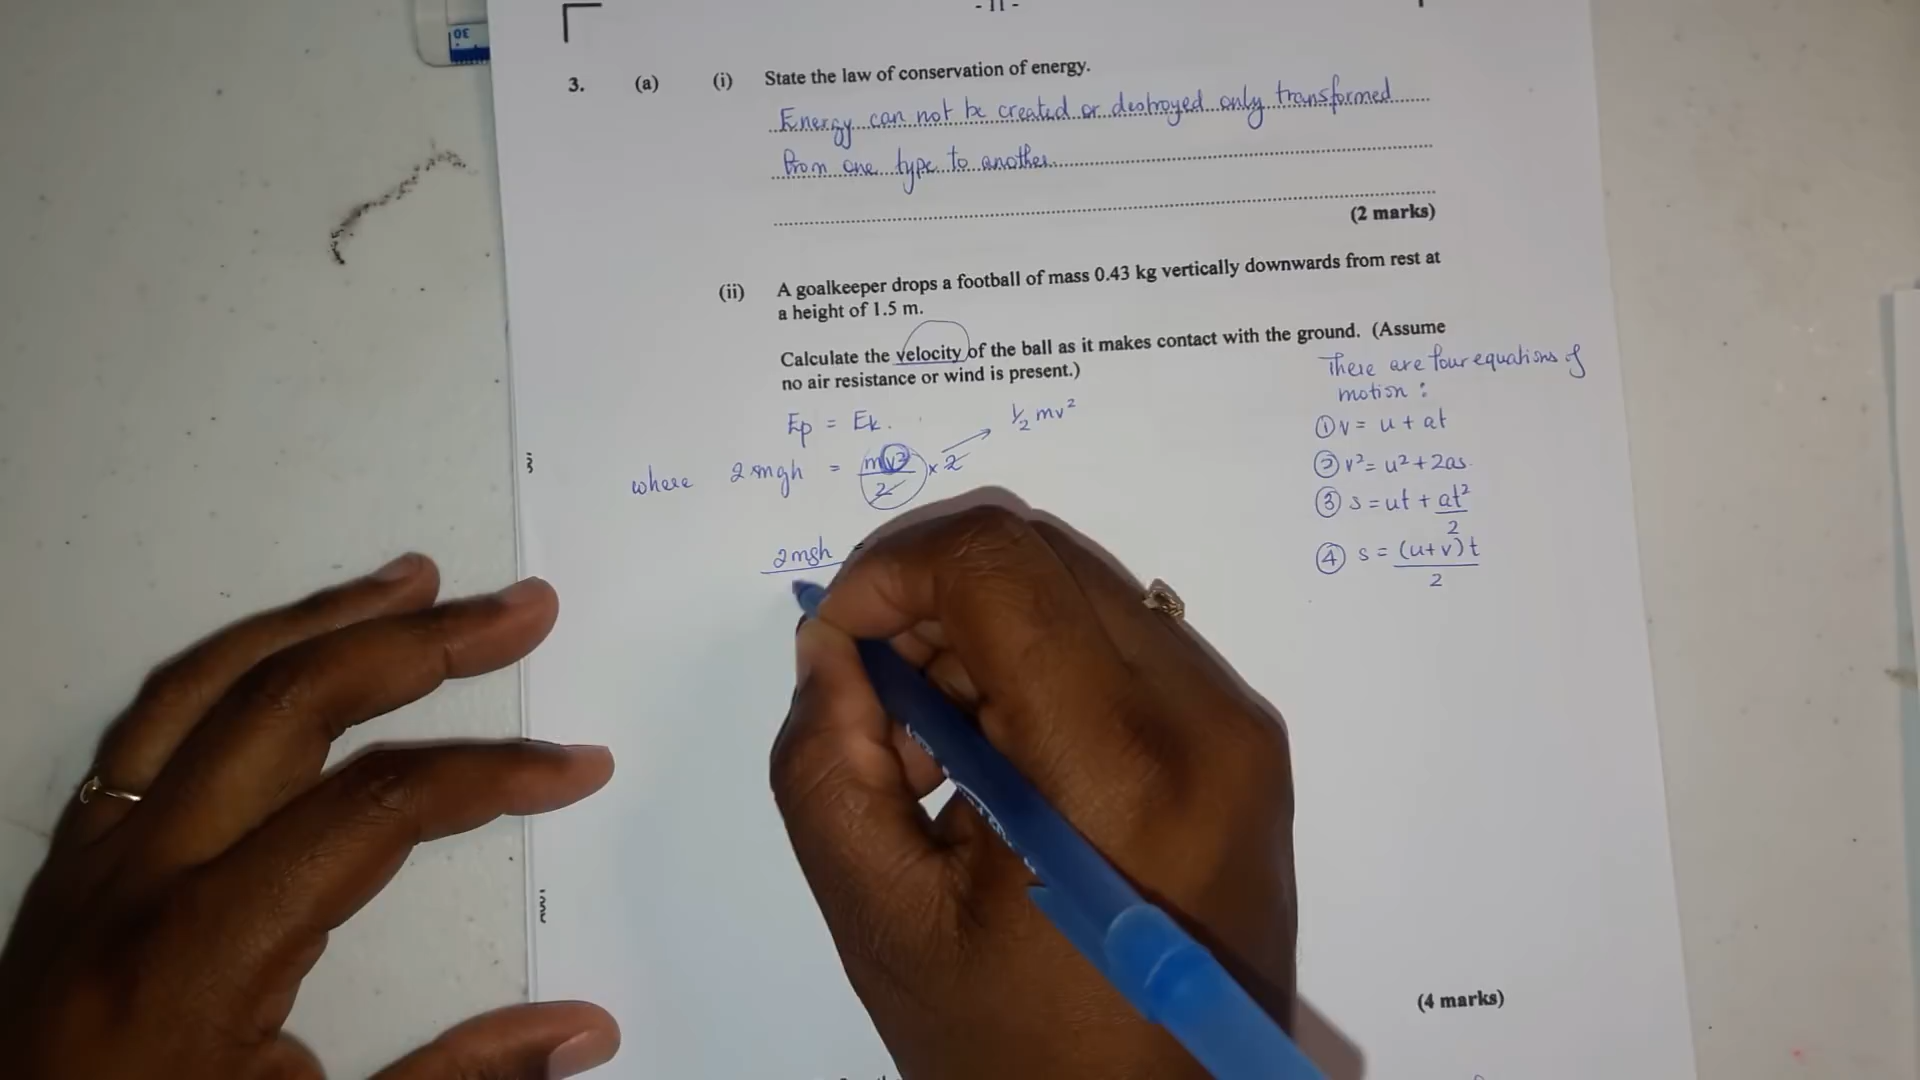 - 11 -
3. (a) (i) State the law of conservation of energy.
Energy can not be created or destroyed only transformed
from one type to another.
(2 marks)
(ii) A goalkeeper drops a football of mass 0.43 kg vertically downwards from rest at
a height of 1.5 m.
Calculate the velocity of the ball as it makes contact with the ground. (Assume
no air resistance or wind is present.)
Ep = Ek.
½ mv²
where 2 × mgh = mv²/2 × 2
2mgh =
There are four equations of
motion :
① v = u + at
② v² = u² + 2as.
③ s = ut + at²/2
④ s = (u+v)t/2
(4 marks)
30